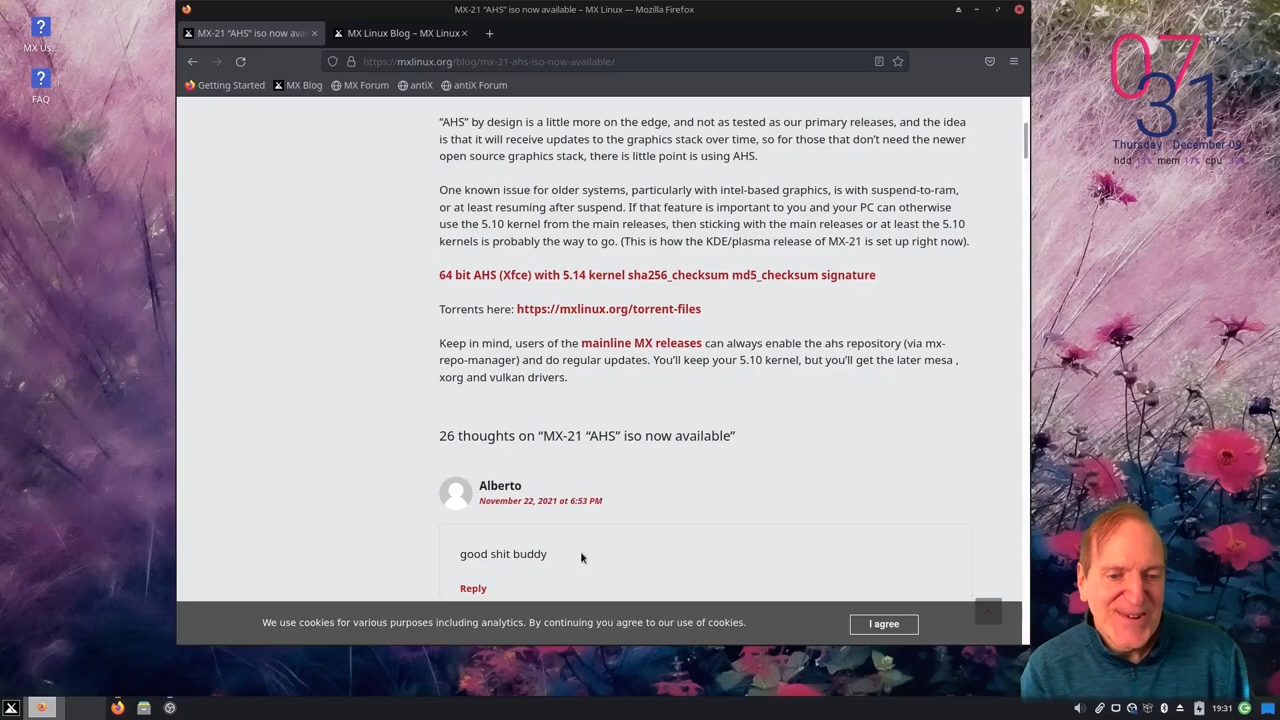 MX-21 “AHS” iso now available – MX Linux — Mozilla Firefox
MX Us...
FAQ
MX-21 “AHS” iso now avai
MX Linux Blog – MX Linux
https://mxlinux.org/blog/mx-21-ahs-iso-now-available/
Getting Started
MX Blog
MX Forum
antiX
antiX Forum
07
31
Thursday December 09
hdd 13% mem 17% cpu
“AHS” by design is a little more on the edge, and not as tested as our primary releases, and the idea
is that it will receive updates to the graphics stack over time, so for those that don’t need the newer
open source graphics stack, there is little point is using AHS.
One known issue for older systems, particularly with intel-based graphics, is with suspend-to-ram,
or at least resuming after suspend. If that feature is important to you and your PC can otherwise
use the 5.10 kernel from the main releases, then sticking with the main releases or at least the 5.10
kernels is probably the way to go. (This is how the KDE/plasma release of MX-21 is set up right now).
64 bit AHS (Xfce) with 5.14 kernel sha256_checksum md5_checksum signature
Torrents here: https://mxlinux.org/torrent-files
Keep in mind, users of the mainline MX releases can always enable the ahs repository (via mx-
repo-manager) and do regular updates. You’ll keep your 5.10 kernel, but you’ll get the later mesa ,
xorg and vulkan drivers.
26 thoughts on “MX-21 “AHS” iso now available”
Alberto
November 22, 2021 at 6:53 PM
good shit buddy
Reply
We use cookies for various purposes including analytics. By continuing you agree to our use of cookies.
I agree
19:31